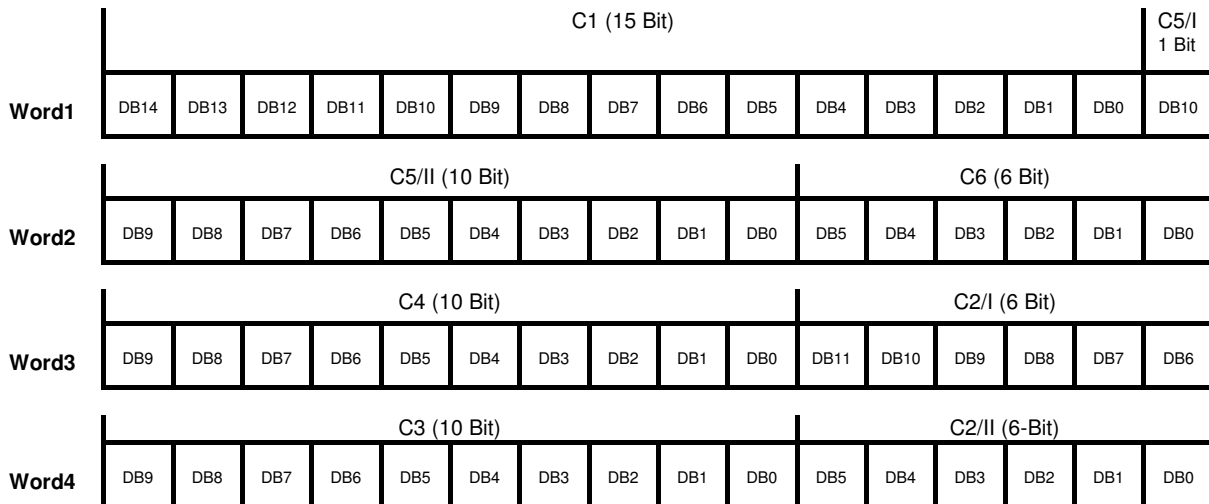 C1 (15 Bit) C5/I
1 Bit
Word1 DB14 DB13 DB12 DB11 DB10 DB9 DB8 DB7 DB6 DB5 DB4 DB3 DB2 DB1 DB0 DB10
C5/II (10 Bit) C6 (6 Bit)
Word2 DB9 DB8 DB7 DB6 DB5 DB4 DB3 DB2 DB1 DB0 DB5 DB4 DB3 DB2 DB1 DB0
C4 (10 Bit) C2/I (6 Bit)
Word3 DB9 DB8 DB7 DB6 DB5 DB4 DB3 DB2 DB1 DB0 DB11 DB10 DB9 DB8 DB7 DB6
C3 (10 Bit) C2/II (6-Bit)
Word4 DB9 DB8 DB7 DB6 DB5 DB4 DB3 DB2 DB1 DB0 DB5 DB4 DB3 DB2 DB1 DB0